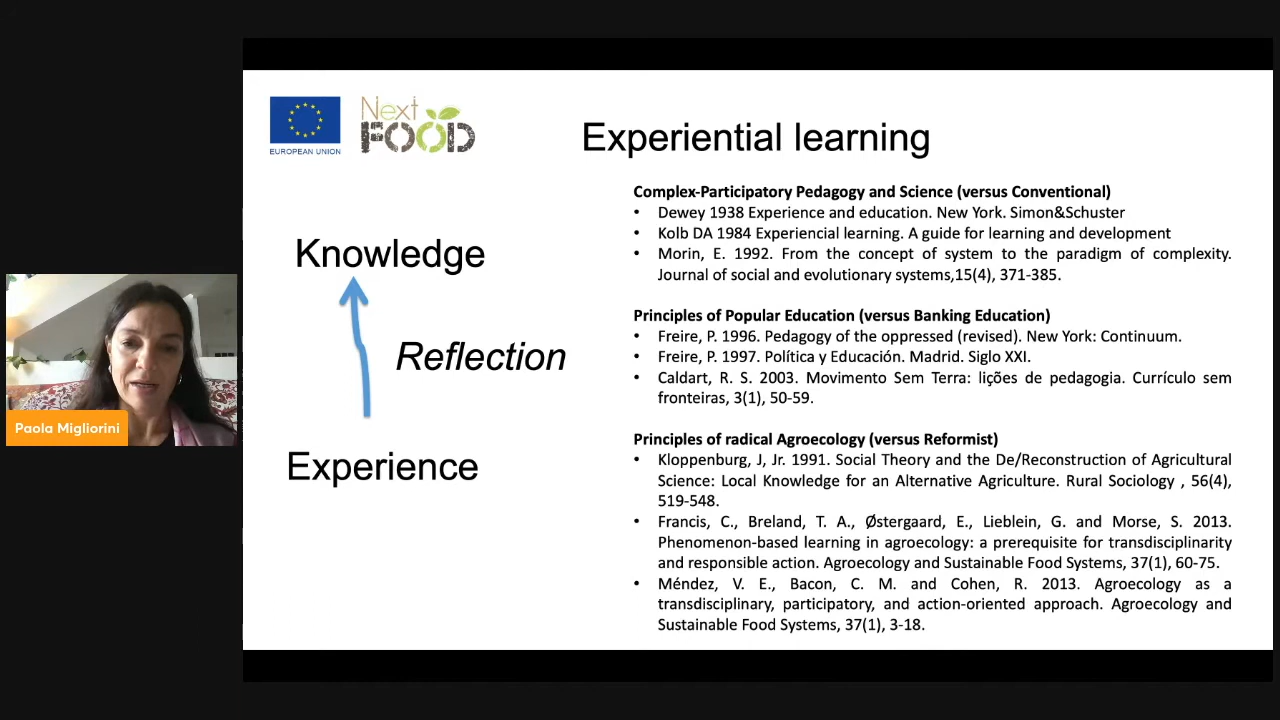 EUROPEAN UNION
Next
FOOD
Experiential learning
Knowledge
Reflection
Experience
Complex-Participatory Pedagogy and Science (versus Conventional)
• Dewey 1938 Experience and education. New York. Simon&Schuster
• Kolb DA 1984 Experiencial learning. A guide for learning and development
• Morin, E. 1992. From the concept of system to the paradigm of complexity.
Journal of social and evolutionary systems,15(4), 371-385.
Principles of Popular Education (versus Banking Education)
• Freire, P. 1996. Pedagogy of the oppressed (revised). New York: Continuum.
• Freire, P. 1997. Política y Educación. Madrid. Siglo XXI.
• Caldart, R. S. 2003. Movimento Sem Terra: lições de pedagogia. Currículo sem
fronteiras, 3(1), 50-59.
Principles of radical Agroecology (versus Reformist)
• Kloppenburg, J, Jr. 1991. Social Theory and the De/Reconstruction of Agricultural
Science: Local Knowledge for an Alternative Agriculture. Rural Sociology , 56(4),
519-548.
• Francis, C., Breland, T. A., Østergaard, E., Lieblein, G. and Morse, S. 2013.
Phenomenon-based learning in agroecology: a prerequisite for transdisciplinarity
and responsible action. Agroecology and Sustainable Food Systems, 37(1), 60-75.
• Méndez, V. E., Bacon, C. M. and Cohen, R. 2013. Agroecology as a
transdisciplinary, participatory, and action-oriented approach. Agroecology and
Sustainable Food Systems, 37(1), 3-18.
Paola Migliorini